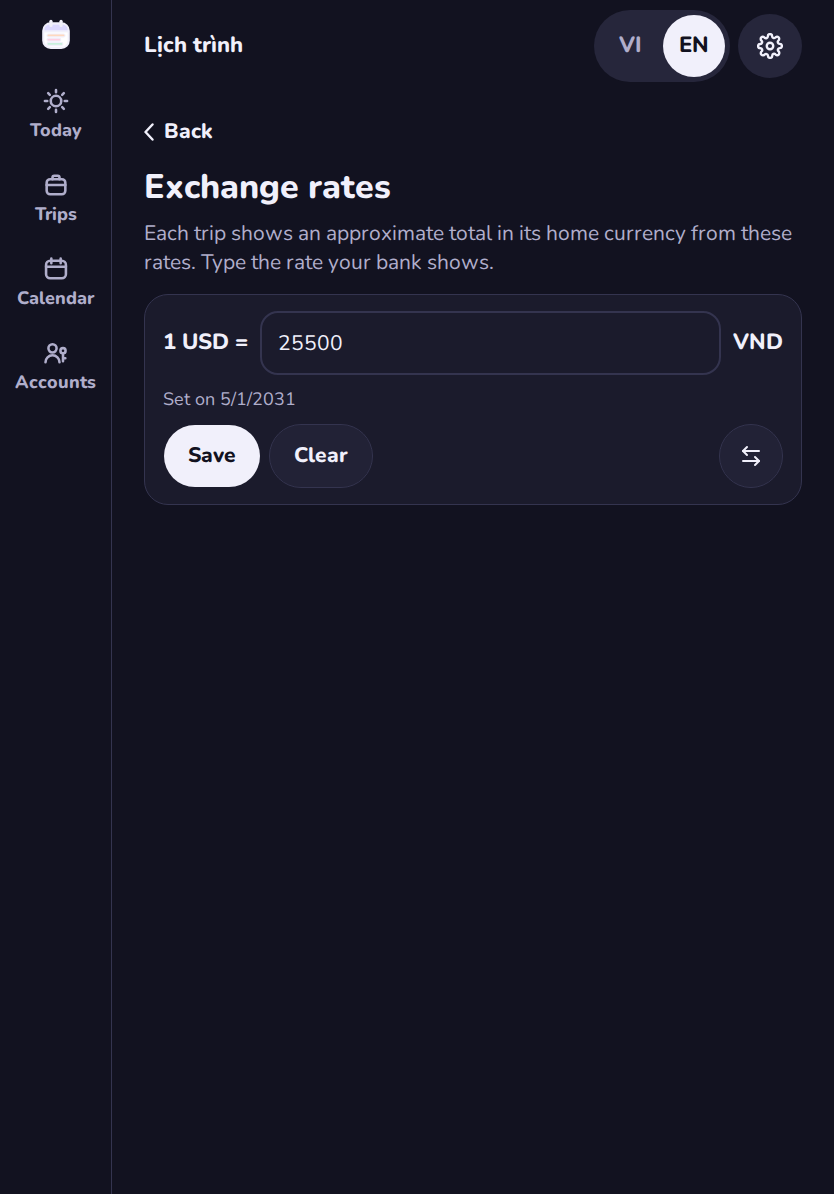 Lịch trình
VI
EN
Today
Trips
Calendar
Accounts
Back
Exchange rates
Each trip shows an approximate total in its home currency from these
rates. Type the rate your bank shows.
1 USD =
25500
VND
Set on 5/1/2031
Save
Clear